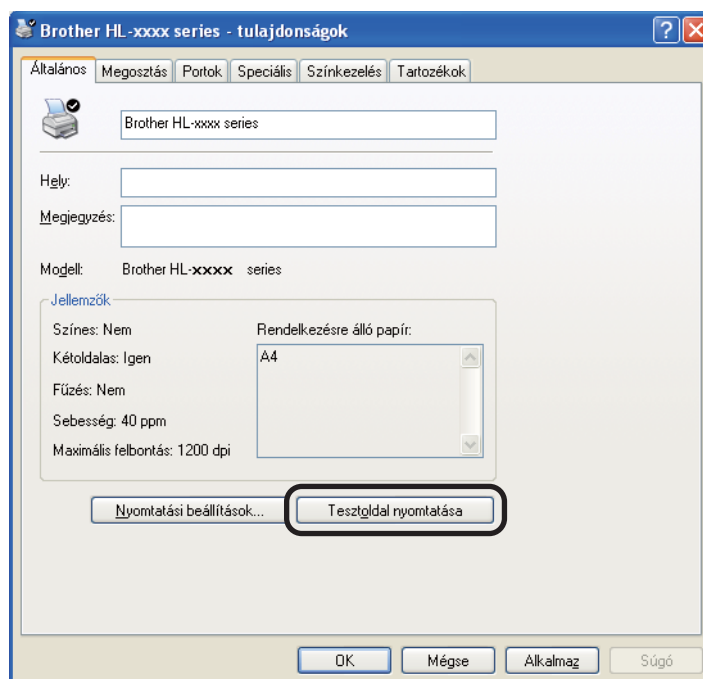 Brother HL-xxxx series - tulajdonságok
Általános Megosztás Portok Speciális Színkezelés Tartozékok
Brother HL-xxxx series
Hely:
Megjegyzés:
Modell: Brother HL-xxxx series
Jellemzők
Színes: Nem Rendelkezésre álló papír:
Kétoldalas: Igen A4
Fűzés: Nem
Sebesség: 40 ppm
Maximális felbontás: 1200 dpi
Nyomtatási beállítások... Tesztoldal nyomtatása
OK Mégse Alkalmaz Súgó